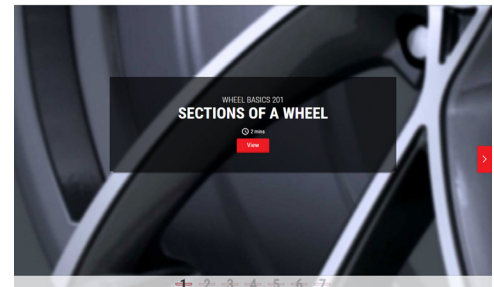 WHEEL BASICS 201
SECTIONS OF A WHEEL
2 mins
View
1 2 3 4 5 6 7